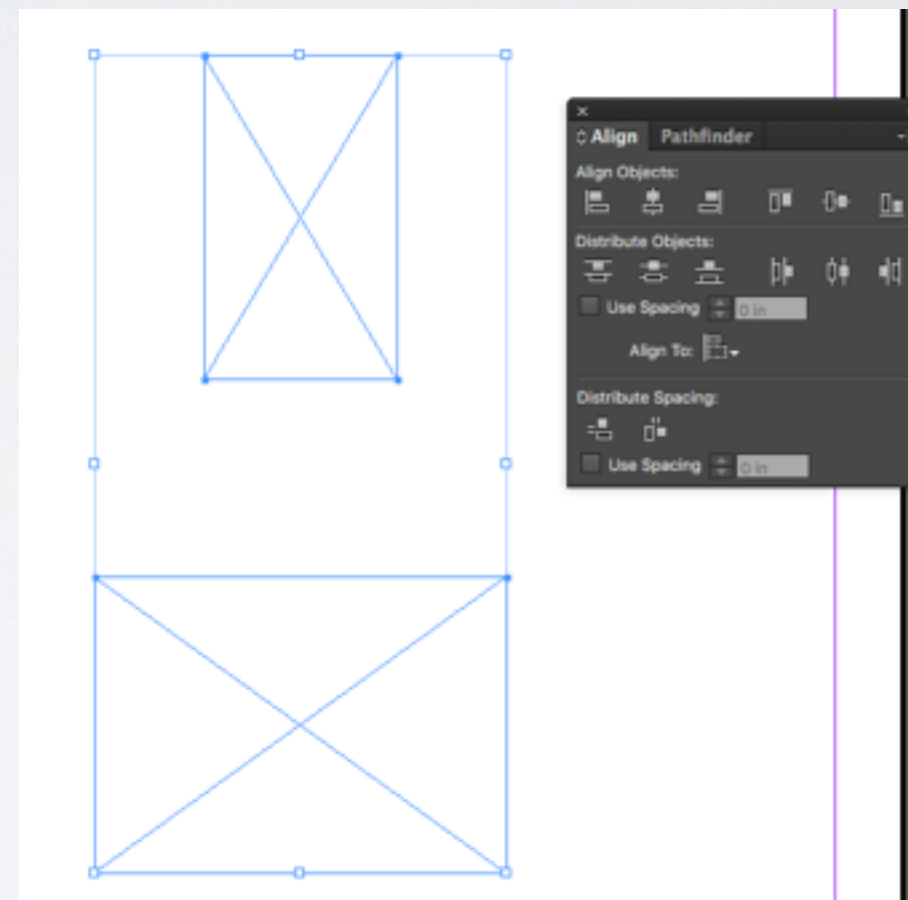 Align Pathfinder
Align Objects:
Distribute Objects:
Use Spacing 0 in
Align To:
Distribute Spacing:
Use Spacing 0 in